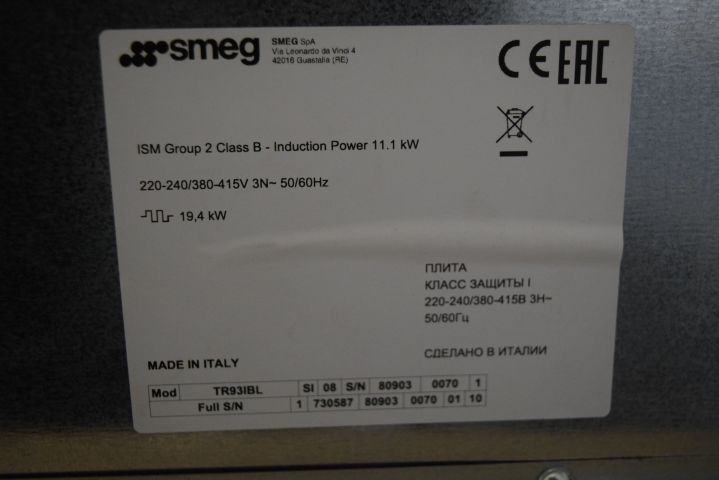 smeg
SMEG SpA
Via Leonardo da Vinci 4
42016 Guastalla (RE)
CE EAC
ISM Group 2 Class B - Induction Power 11.1 kW
220-240/380-415V 3N~ 50/60Hz
19,4 kW
ПЛИТА
КЛАСС ЗАЩИТЫ I
220-240/380-415В 3Н~
50/60Гц
СДЕЛАНО В ИТАЛИИ
MADE IN ITALY
Mod TR93IBL SI 08 S/N 80903 0070 1
Full S/N 1 730587 80903 0070 01 10